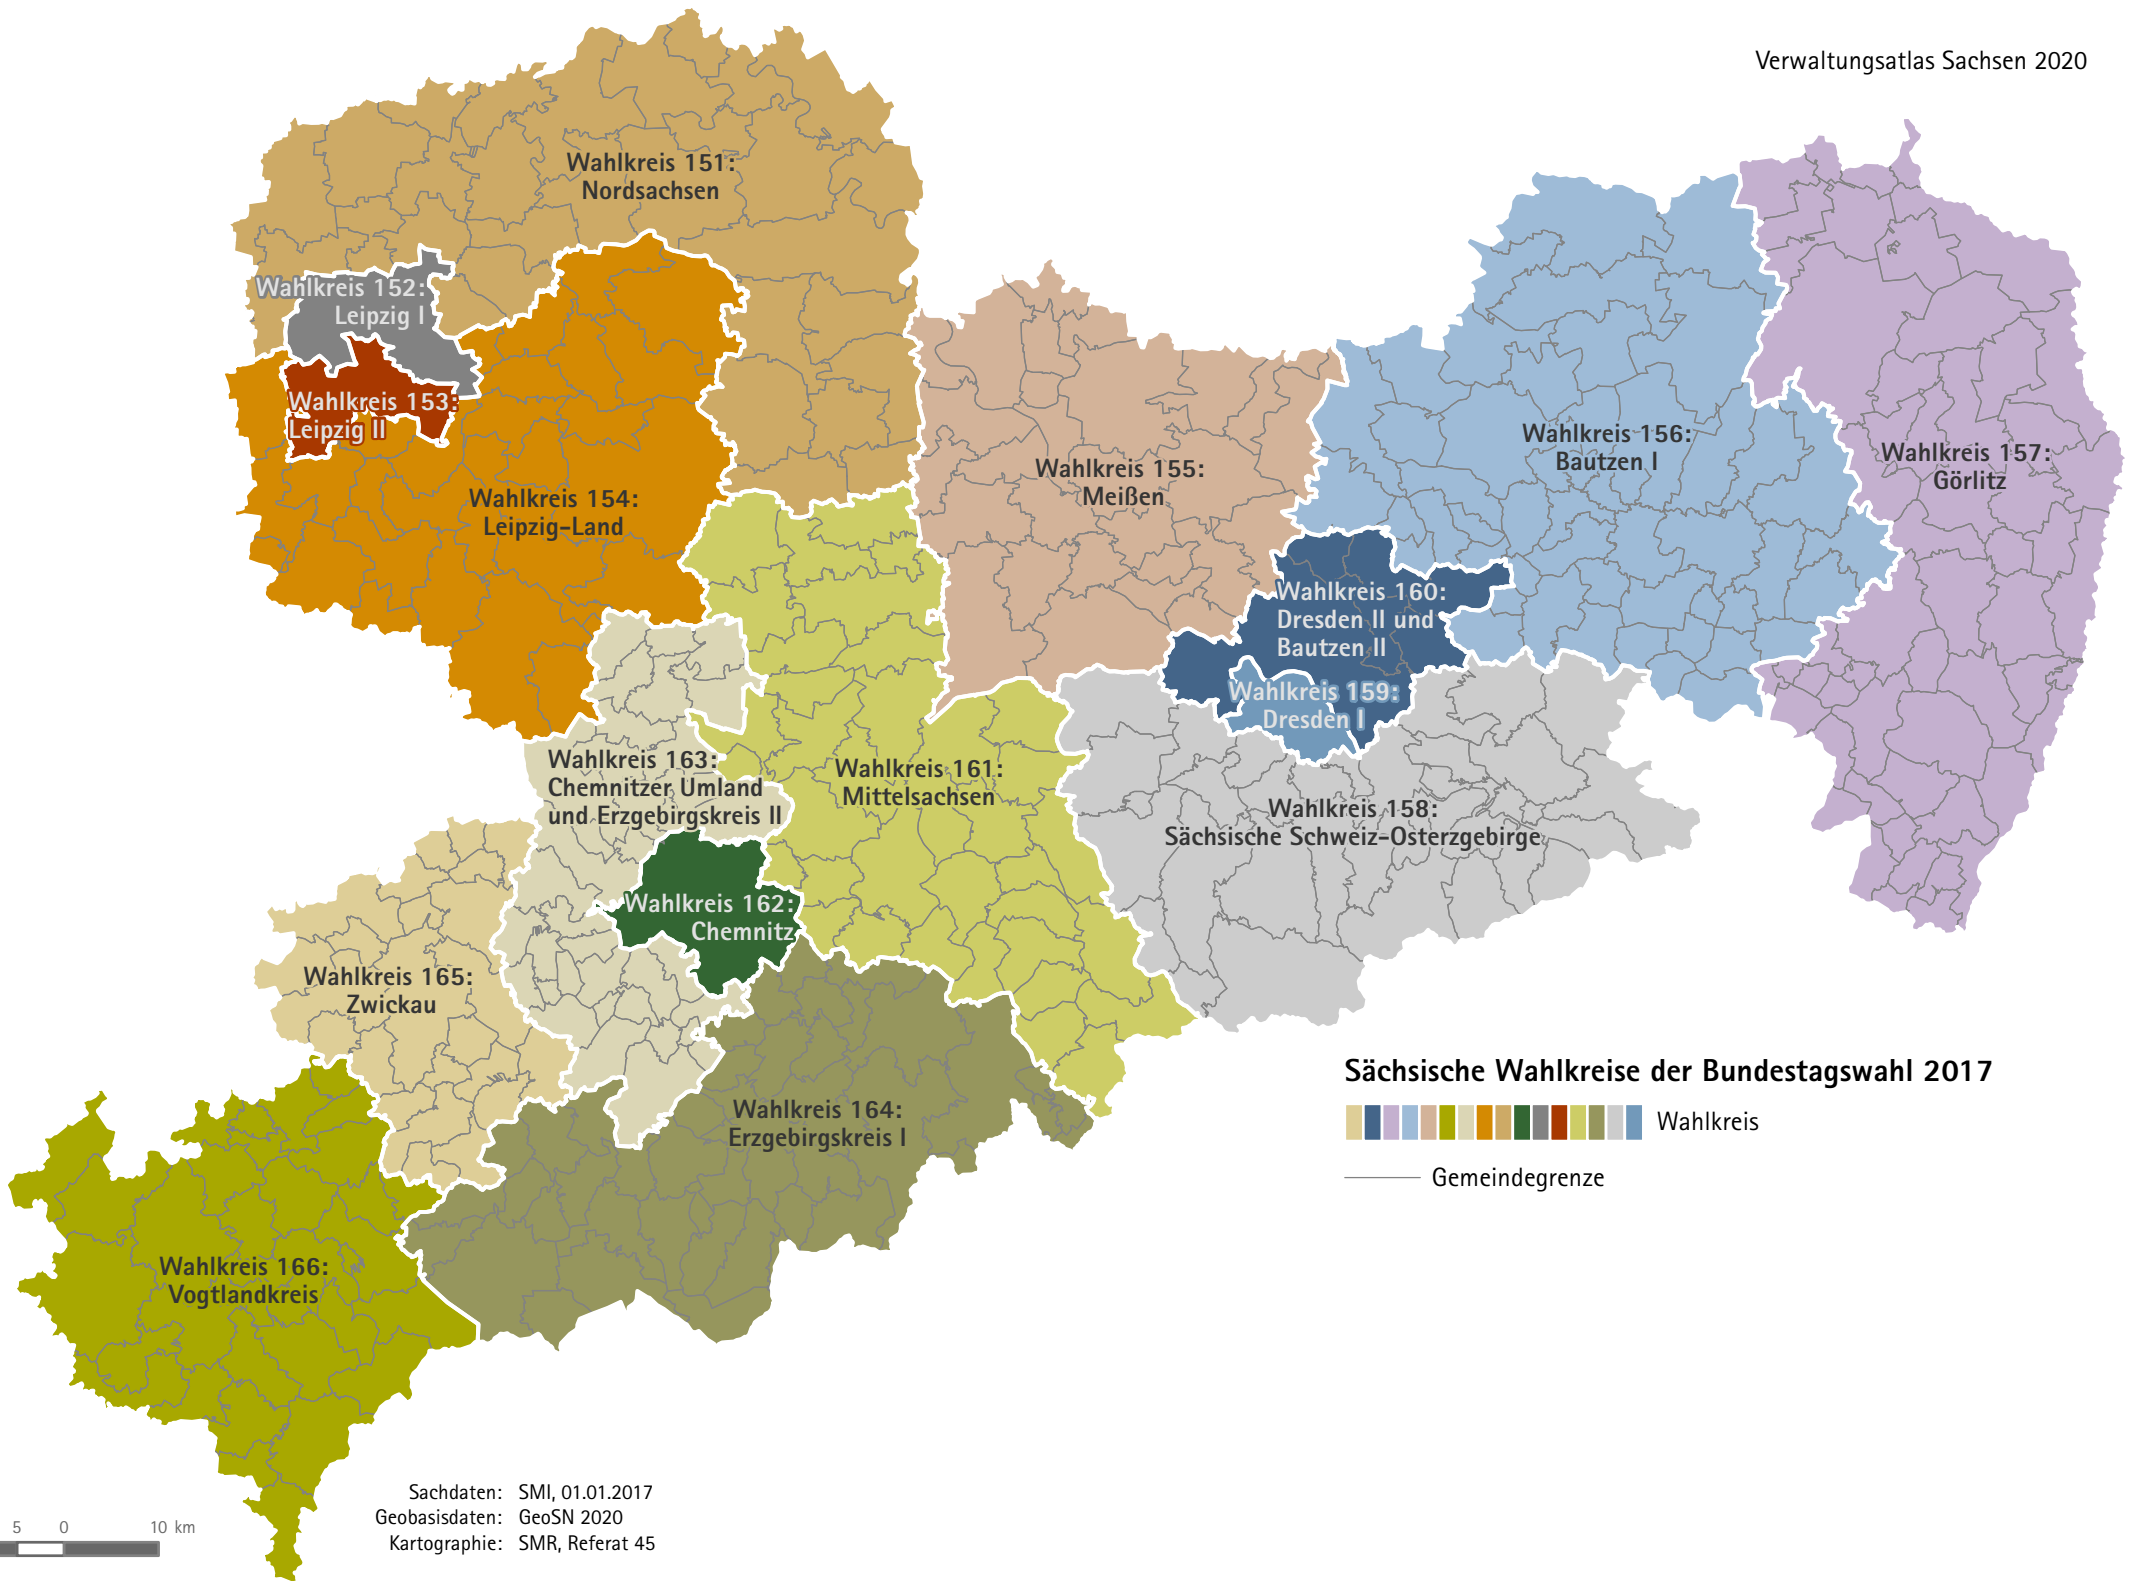 Verwaltungsatlas Sachsen 2020
Wahlkreis 151:
Nordsachsen
Wahlkreis 152:
Leipzig I
Wahlkreis 153:
Leipzig II
Wahlkreis 154:
Leipzig-Land
Wahlkreis 155:
Meißen
Wahlkreis 156:
Bautzen I
Wahlkreis 157:
Görlitz
Wahlkreis 160:
Dresden II und
Bautzen II
Wahlkreis 159:
Dresden I
Wahlkreis 163:
Chemnitzer Umland
und Erzgebirgskreis II
Wahlkreis 161:
Mittelsachsen
Wahlkreis 158:
Sächsische Schweiz-Osterzgebirge
Wahlkreis 162:
Chemnitz
Wahlkreis 165:
Zwickau
Wahlkreis 164:
Erzgebirgskreis I
Wahlkreis 166:
Vogtlandkreis
Sächsische Wahlkreise der Bundestagswahl 2017
Wahlkreis
Gemeindegrenze
Sachdaten: SMI, 01.01.2017
Geobasisdaten: GeoSN 2020
Kartographie: SMR, Referat 45
5 0 10 km